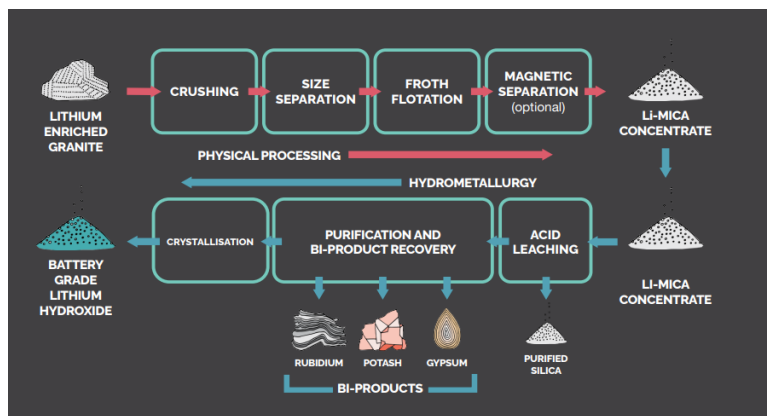 LITHIUM
ENRICHED
GRANITE
CRUSHING
SIZE
SEPARATION
FROTH
FLOTATION
MAGNETIC
SEPARATION
(optional)
Li-MICA
CONCENTRATE
PHYSICAL PROCESSING
HYDROMETALLURGY
BATTERY
GRADE
LITHIUM
HYDROXIDE
CRYSTALLISATION
PURIFICATION AND
BI-PRODUCT RECOVERY
ACID
LEACHING
LI-MICA
CONCENTRATE
RUBIDIUM
POTASH
GYPSUM
PURIFIED
SILICA
BI-PRODUCTS